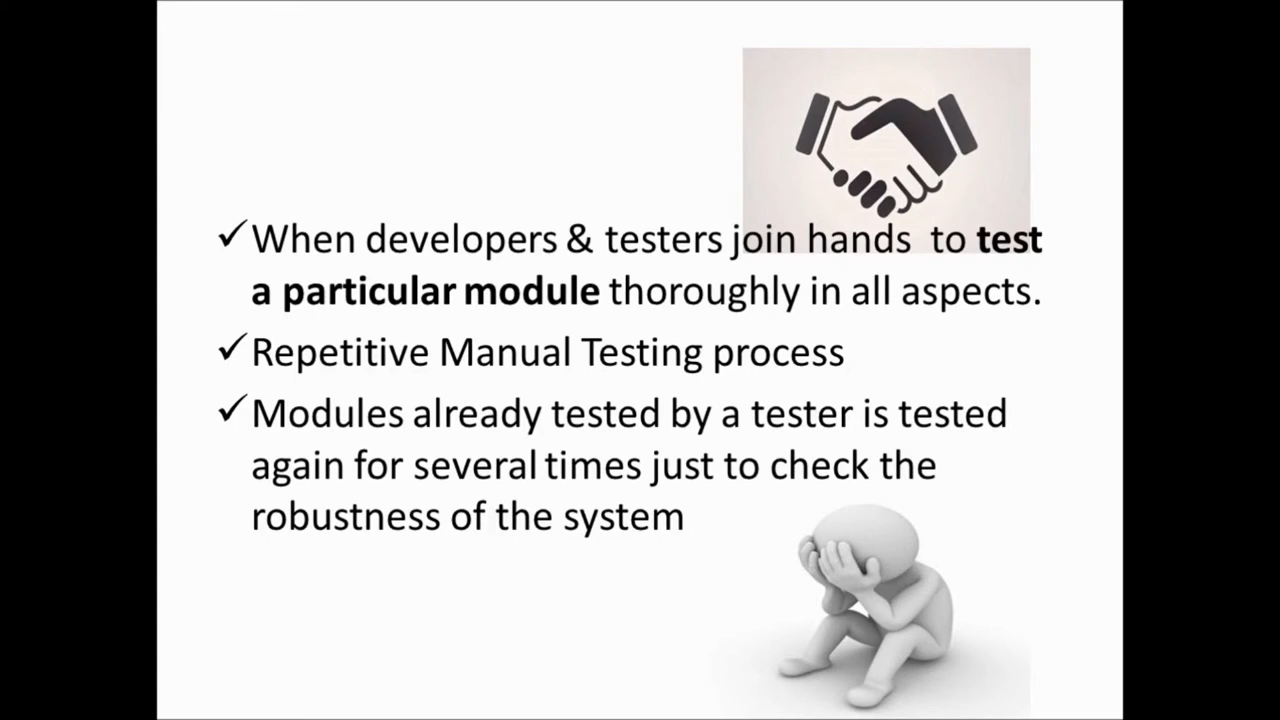 ✓When developers & testers join hands to test
a particular module thoroughly in all aspects.
✓Repetitive Manual Testing process
✓Modules already tested by a tester is tested
again for several times just to check the
robustness of the system